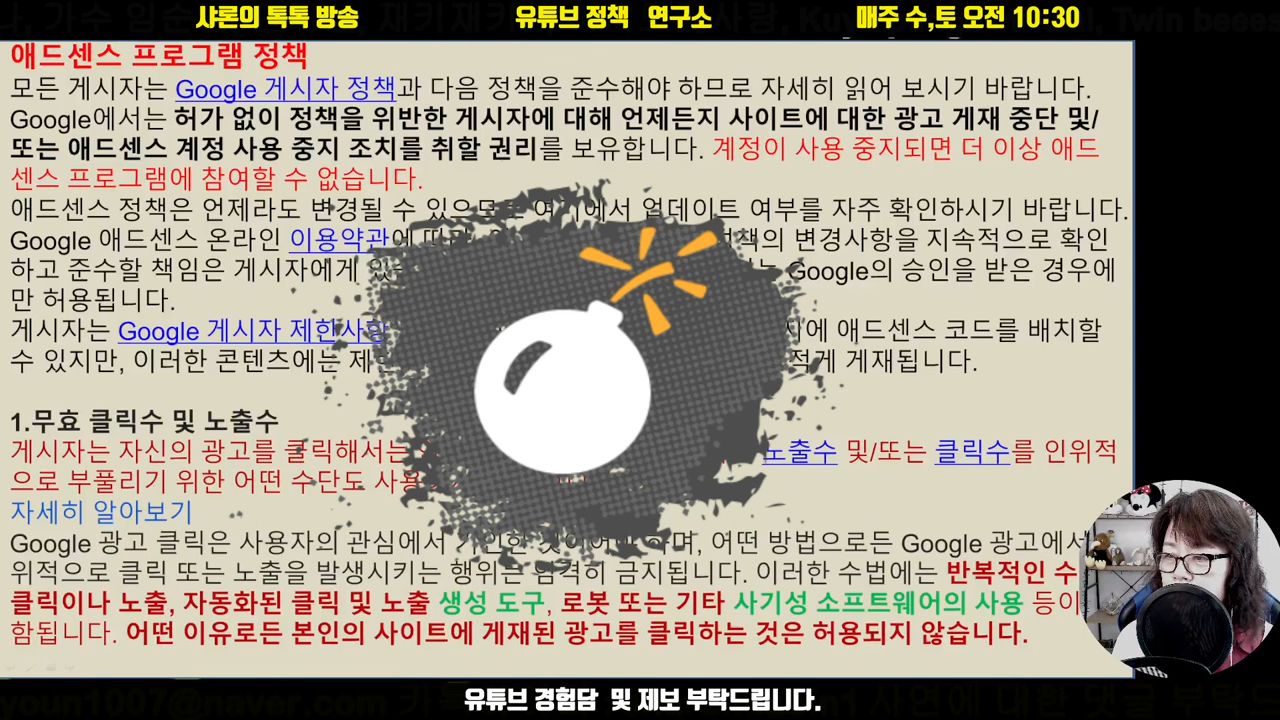 샤론의 톡톡 방송 유튜브 정책 연구소 매주 수,토 오전 10:30
애드센스 프로그램 정책
모든 게시자는 Google 게시자 정책과 다음 정책을 준수해야 하므로 자세히 읽어 보시기 바랍니다.
Google에서는 허가 없이 정책을 위반한 게시자에 대해 언제든지 사이트에 대한 광고 게재 중단 및/
또는 애드센스 계정 사용 중지 조치를 취할 권리를 보유합니다. 계정이 사용 중지되면 더 이상 애드
센스 프로그램에 참여할 수 없습니다.
애드센스 정책은 언제라도 변경될 수 있으므로 여기에서 업데이트 여부를 자주 확인하시기 바랍니다.
Google 애드센스 온라인 이용약관에 따라 정책의 변경사항을 지속적으로 확인
하고 준수할 책임은 게시자에게 Google의 승인을 받은 경우에
만 허용됩니다.
게시자는 Google 게시자 제한사항 애드센스 코드를 배치할
수 있지만, 이러한 콘텐츠에는 적게 게재됩니다.
1.무효 클릭수 및 노출수
게시자는 자신의 광고를 클릭해서는 노출수 및/또는 클릭수를 인위적
으로 부풀리기 위한 어떤 수단도
자세히 알아보기
Google 광고 클릭은 사용자의 관심에서 기인한 것이어야 하며, 어떤 방법으로든 Google 광고에서
위적으로 클릭 또는 노출을 발생시키는 행위는 엄격히 금지됩니다. 이러한 수법에는 반복적인 수
클릭이나 노출, 자동화된 클릭 및 노출 생성 도구, 로봇 또는 기타 사기성 소프트웨어의 사용 등이
함됩니다. 어떤 이유로든 본인의 사이트에 게재된 광고를 클릭하는 것은 허용되지 않습니다.
유튜브 경험담 및 제보 부탁드립니다.